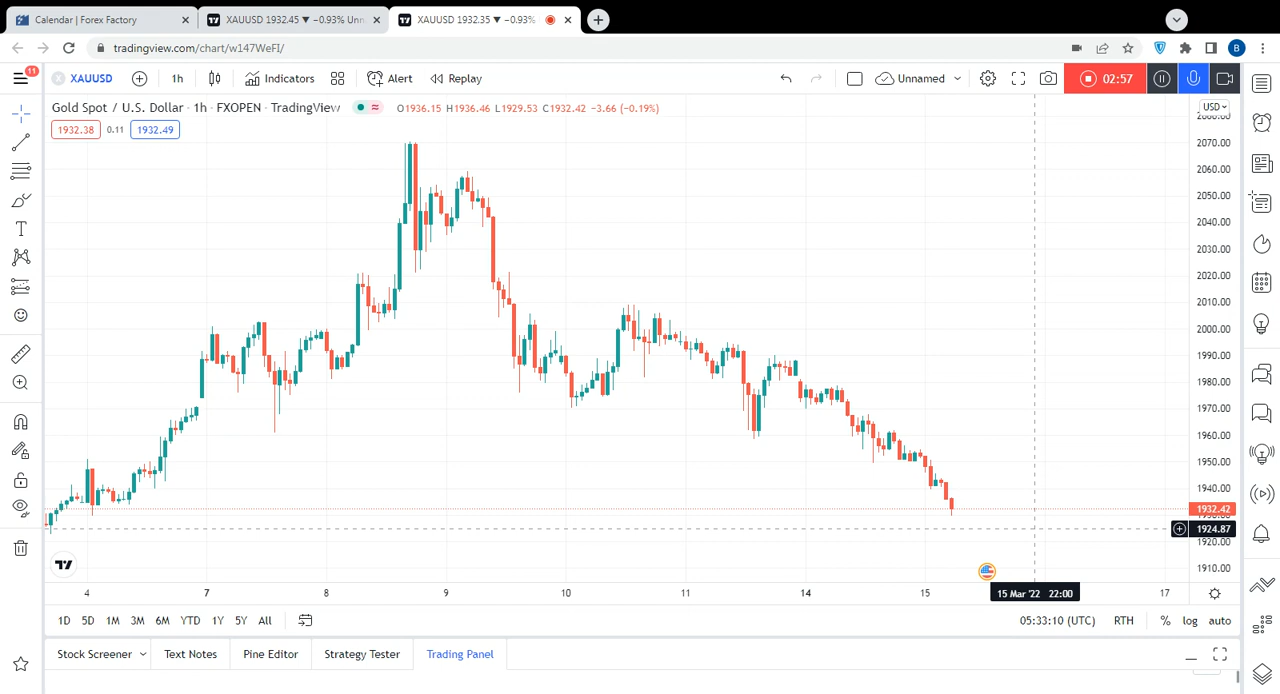 Calendar | Forex Factory
XAUUSD 1932.45 ▼ −0.93% Unn
XAUUSD 1932.35 ▼ −0.93%
tradingview.com/chart/w147WeFI/
B
11
XAUUSD
1h
Indicators
Alert
Replay
Unnamed
02:57
Gold Spot / U.S. Dollar · 1h · FXOPEN · TradingView
O1936.15 H1936.46 L1929.53 C1932.42 −3.66 (−0.19%)
USD
1932.38
0.11
1932.49
2080.00
2070.00
2060.00
2050.00
2040.00
2030.00
2020.00
2010.00
2000.00
1990.00
1980.00
1970.00
1960.00
1950.00
1940.00
1932.42
1930.00
1924.87
1920.00
1910.00
4
7
8
9
10
11
14
15
15 Mar '22 22:00
17
1D
5D
1M
3M
6M
YTD
1Y
5Y
All
05:33:10 (UTC)
RTH
%
log
auto
Stock Screener
Text Notes
Pine Editor
Strategy Tester
Trading Panel